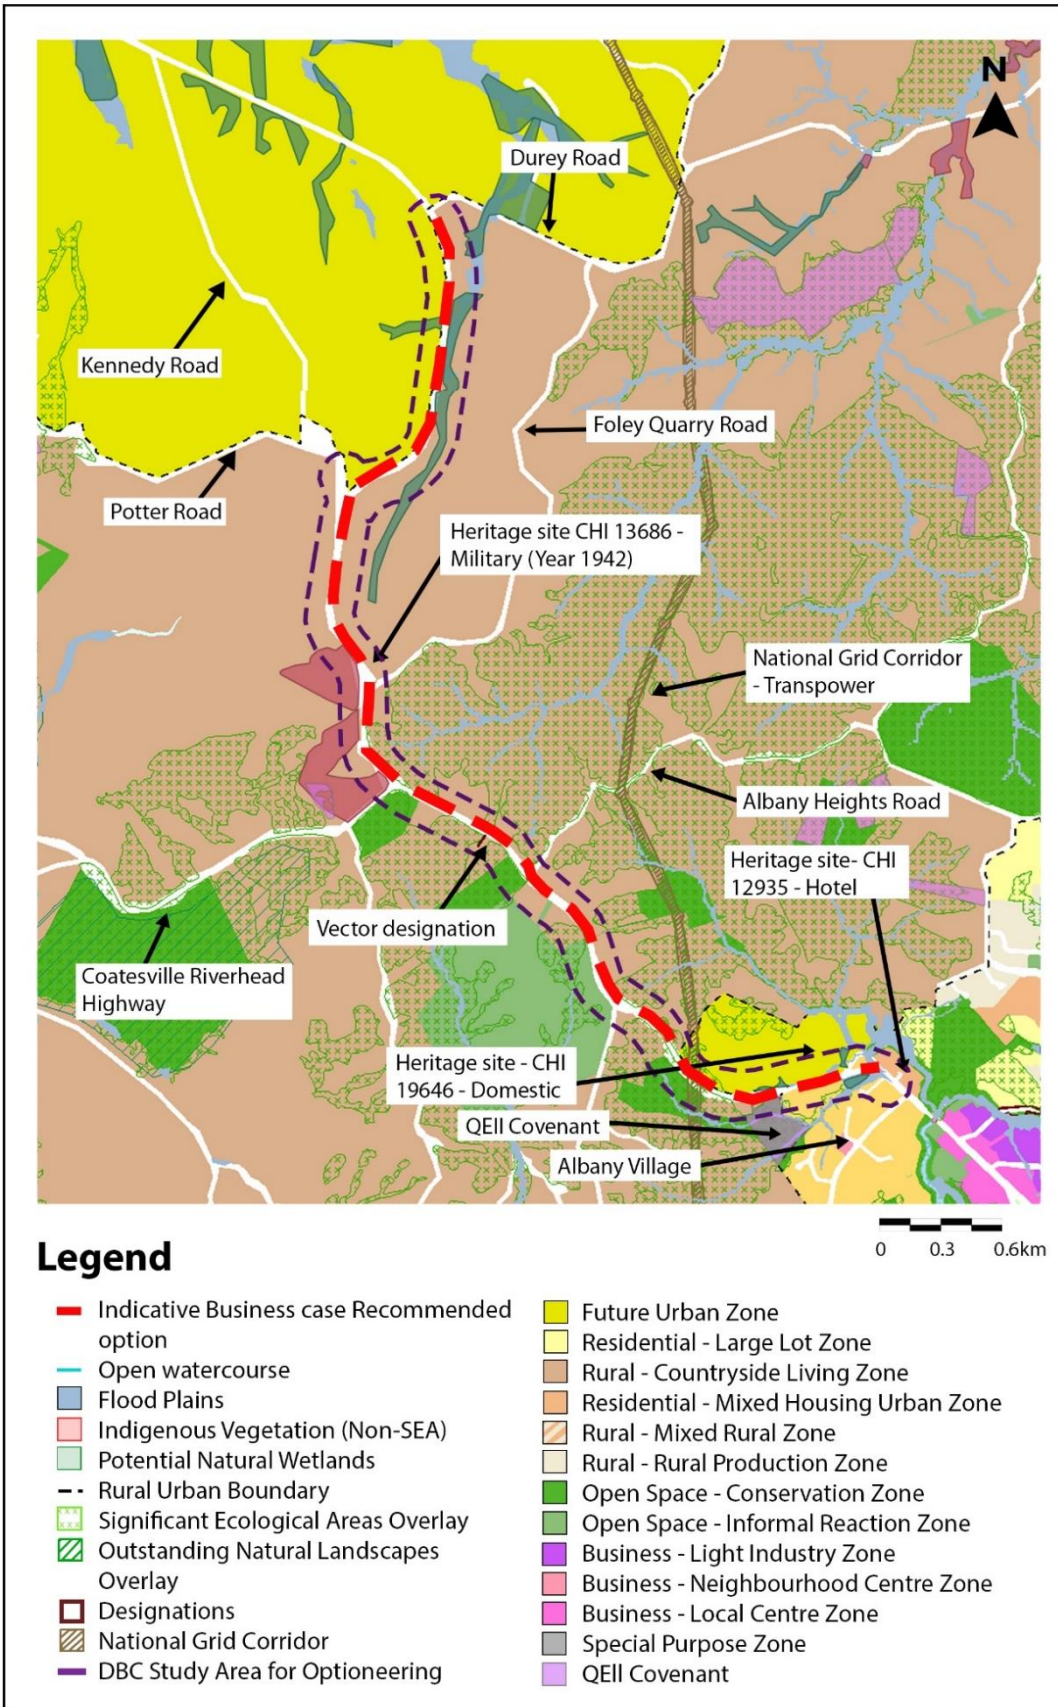 N
Durey Road
Kennedy Road
Foley Quarry Road
Potter Road
Heritage site CHI 13686 -
Military (Year 1942)
National Grid Corridor
- Transpower
Albany Heights Road
Heritage site- CHI
12935 - Hotel
Vector designation
Coatesville Riverhead
Highway
Heritage site - CHI
19646 - Domestic
QEII Covenant
Albany Village
0 0.3 0.6km
Legend
Indicative Business case Recommended
option
Open watercourse
Flood Plains
Indigenous Vegetation (Non-SEA)
Potential Natural Wetlands
Rural Urban Boundary
Significant Ecological Areas Overlay
Outstanding Natural Landscapes
Overlay
Designations
National Grid Corridor
DBC Study Area for Optioneering
Future Urban Zone
Residential - Large Lot Zone
Rural - Countryside Living Zone
Residential - Mixed Housing Urban Zone
Rural - Mixed Rural Zone
Rural - Rural Production Zone
Open Space - Conservation Zone
Open Space - Informal Reaction Zone
Business - Light Industry Zone
Business - Neighbourhood Centre Zone
Business - Local Centre Zone
Special Purpose Zone
QEll Covenant